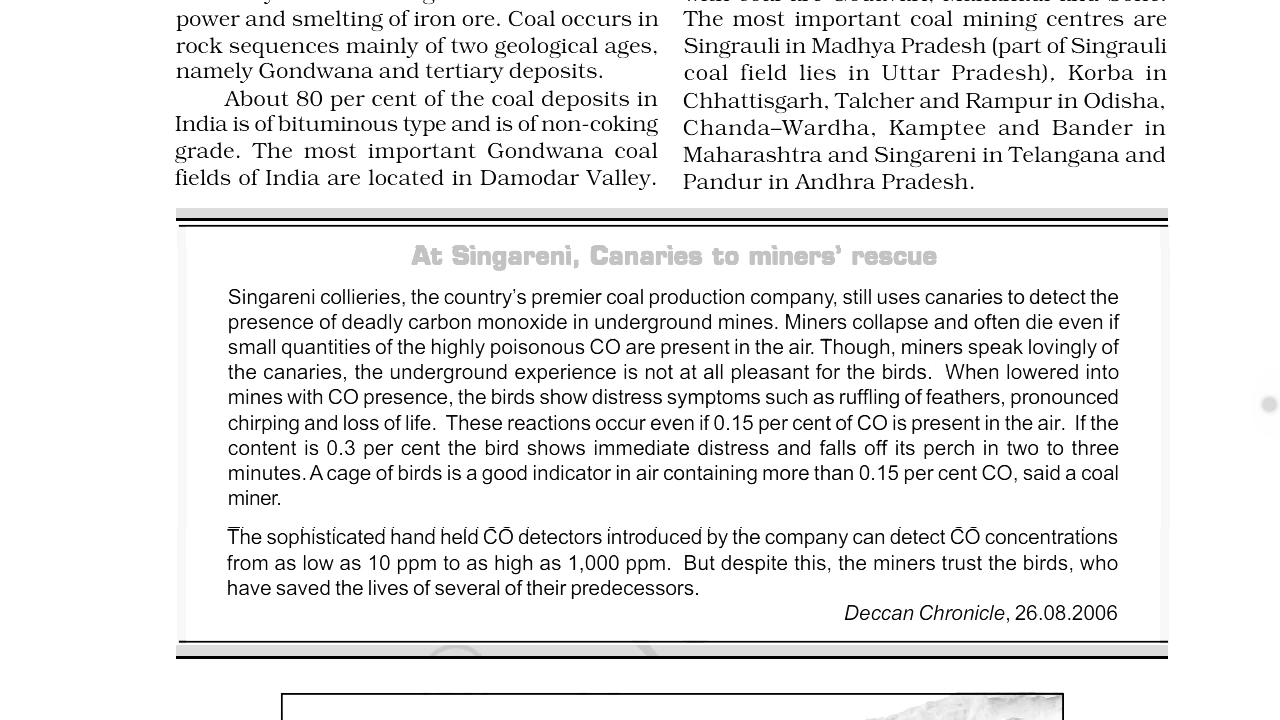 power and smelting of iron ore. Coal occurs in
rock sequences mainly of two geological ages,
namely Gondwana and tertiary deposits.
About 80 per cent of the coal deposits in
India is of bituminous type and is of non-coking
grade. The most important Gondwana coal
fields of India are located in Damodar Valley.
The most important coal mining centres are
Singrauli in Madhya Pradesh (part of Singrauli
coal field lies in Uttar Pradesh), Korba in
Chhattisgarh, Talcher and Rampur in Odisha,
Chanda–Wardha, Kamptee and Bander in
Maharashtra and Singareni in Telangana and
Pandur in Andhra Pradesh.
At Singareni, Canaries to miners’ rescue
Singareni collieries, the country’s premier coal production company, still uses canaries to detect the
presence of deadly carbon monoxide in underground mines. Miners collapse and often die even if
small quantities of the highly poisonous CO are present in the air. Though, miners speak lovingly of
the canaries, the underground experience is not at all pleasant for the birds. When lowered into
mines with CO presence, the birds show distress symptoms such as ruffling of feathers, pronounced
chirping and loss of life. These reactions occur even if 0.15 per cent of CO is present in the air. If the
content is 0.3 per cent the bird shows immediate distress and falls off its perch in two to three
minutes. A cage of birds is a good indicator in air containing more than 0.15 per cent CO, said a coal
miner.
The sophisticated hand held CO detectors introduced by the company can detect CO concentrations
from as low as 10 ppm to as high as 1,000 ppm. But despite this, the miners trust the birds, who
have saved the lives of several of their predecessors.
Deccan Chronicle, 26.08.2006